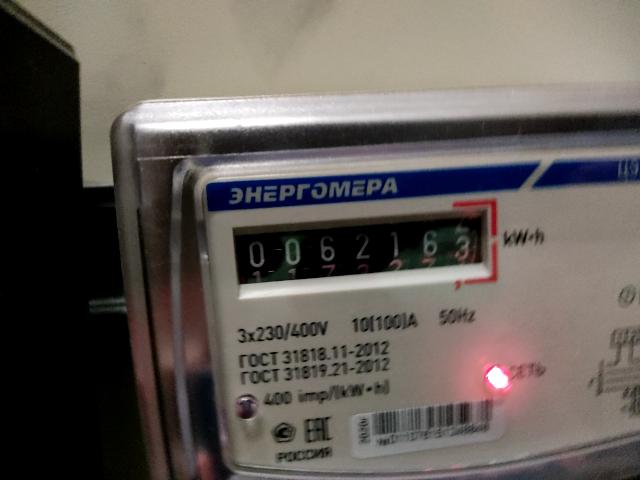 ЭНЕРГОМЕРА
0062163 kW•h
3x230/400V 10(100)A 50Hz
ГОСТ 31818.11-2012
ГОСТ 31819.21-2012
СЕТЬ
400 imp/(kW•h)
ЕАС
РОССИЯ